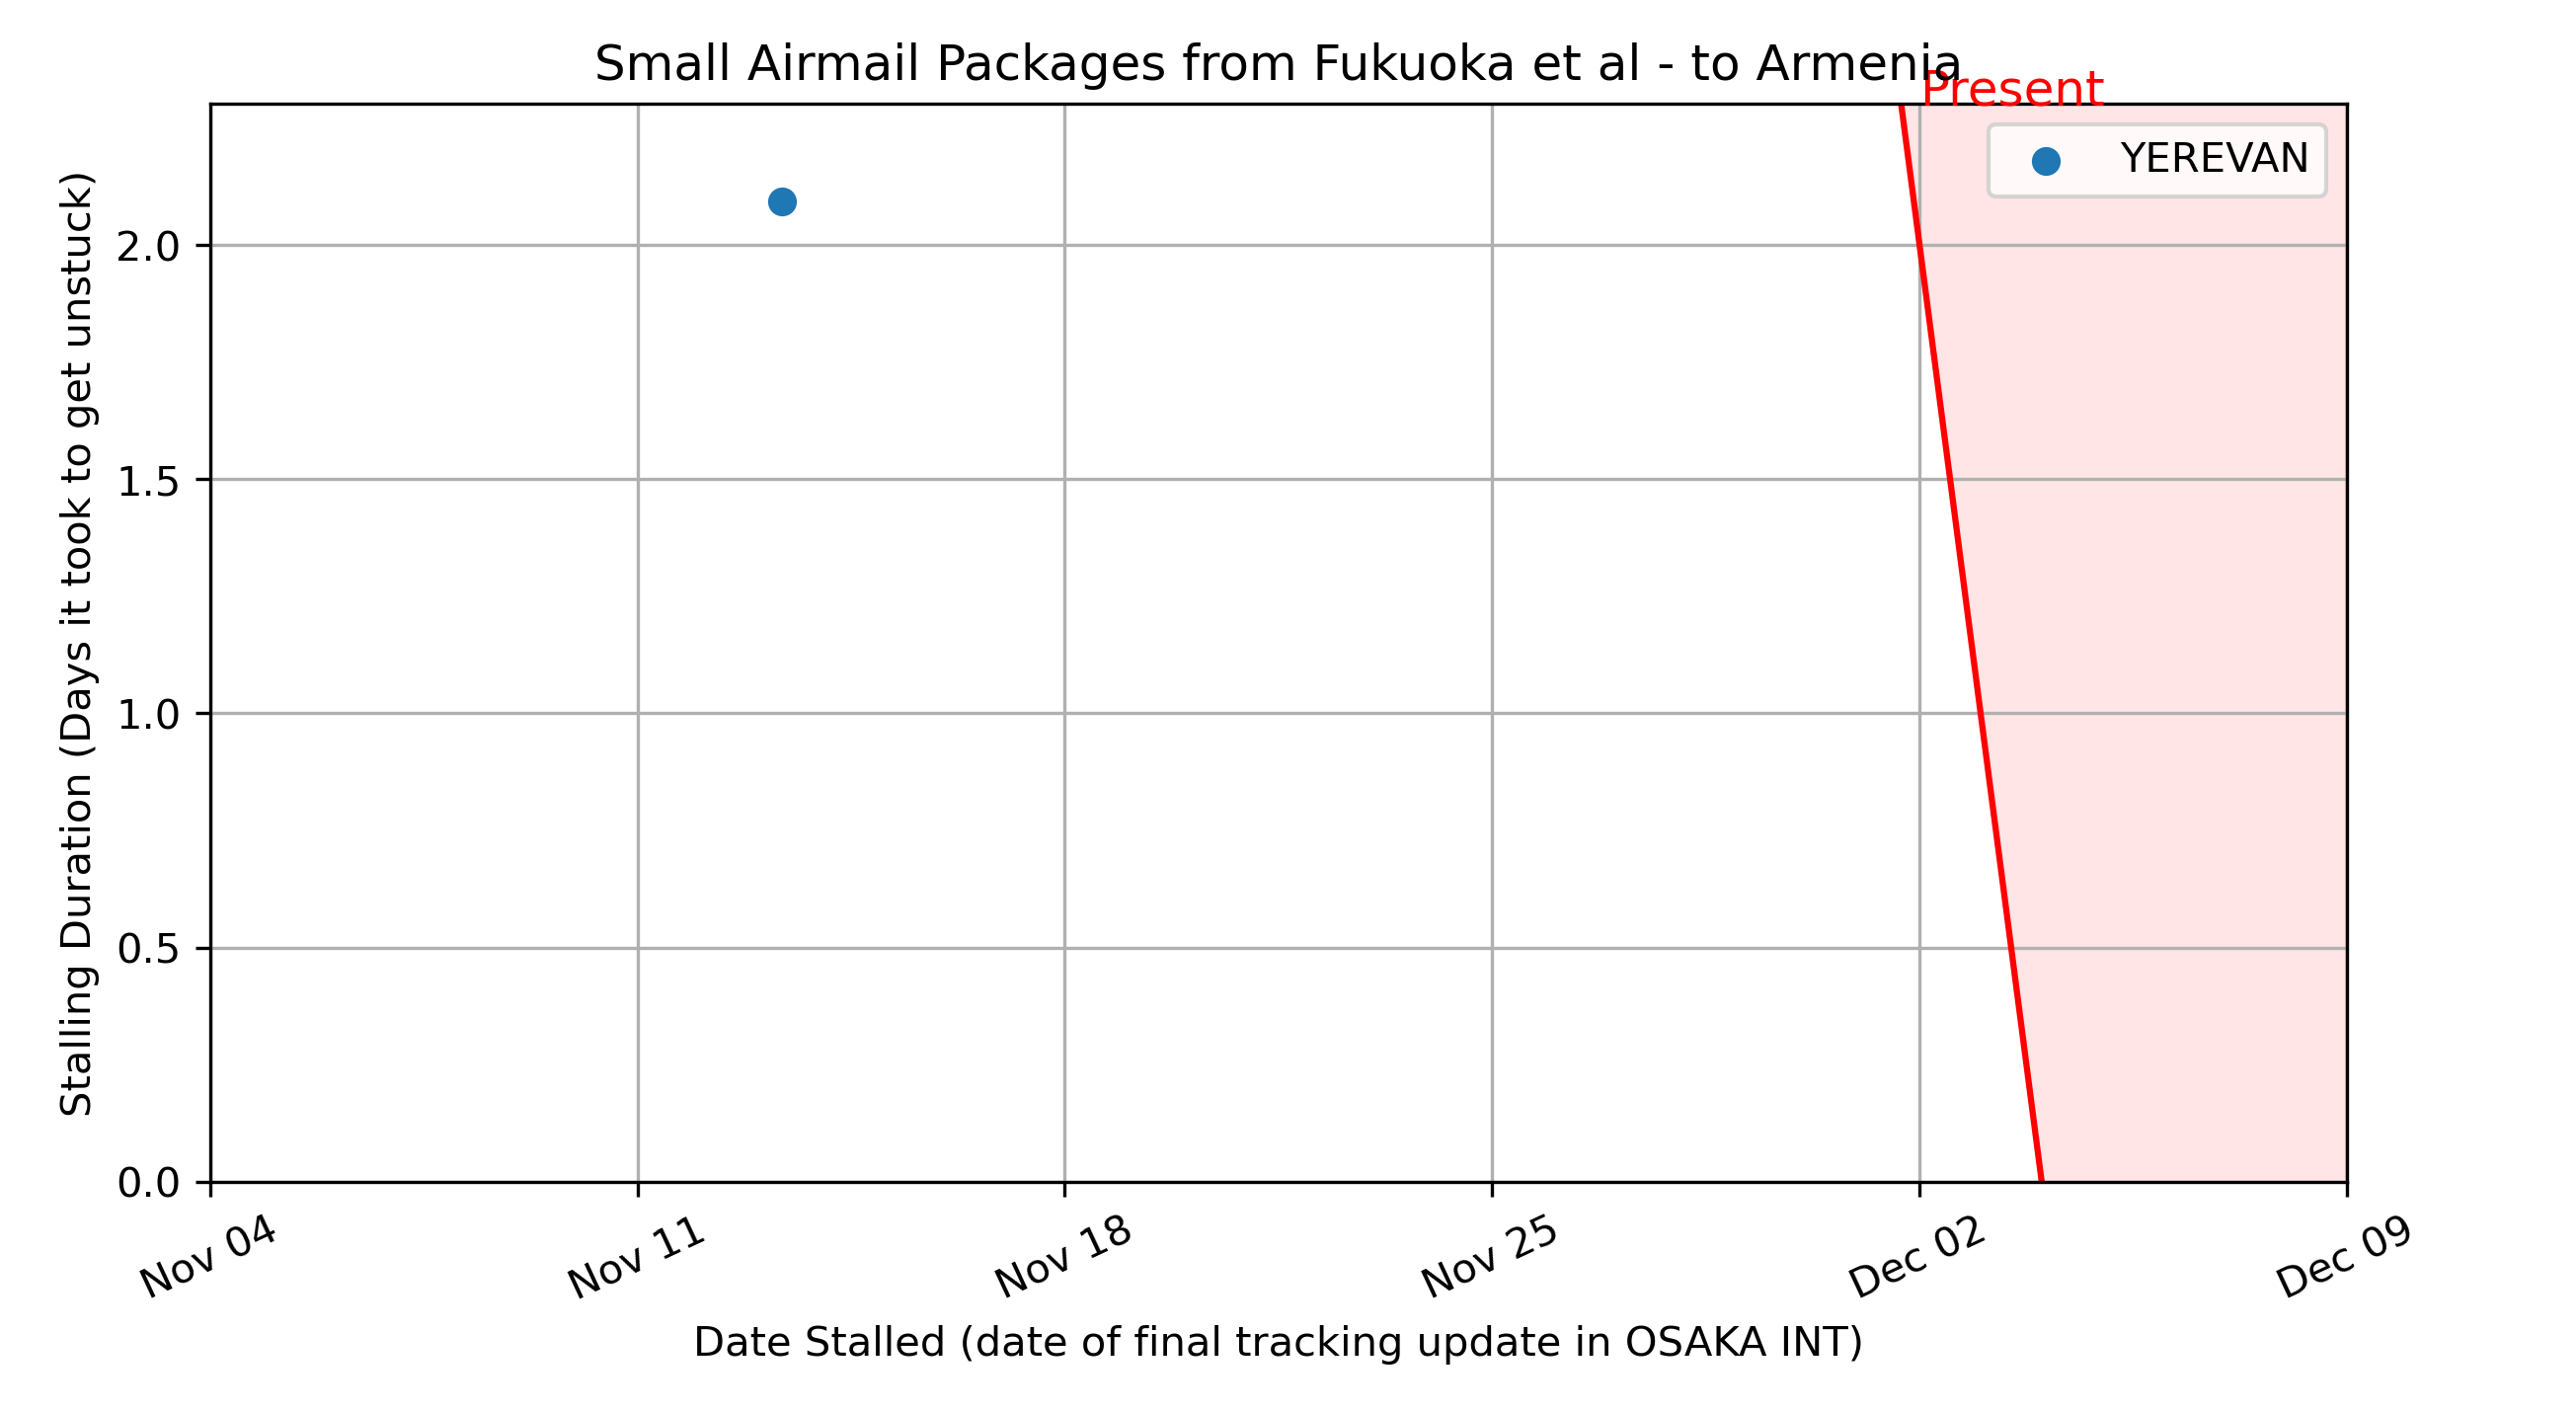 Small Airmail Packages from Fukuoka et al - to Armenia
Present
YEREVAN
Stalling Duration (Days it took to get unstuck)
2.0
1.5
1.0
0.5
0.0
Nov 04
Nov 11
Nov 18
Nov 25
Dec 02
Dec 09
Date Stalled (date of final tracking update in OSAKA INT)